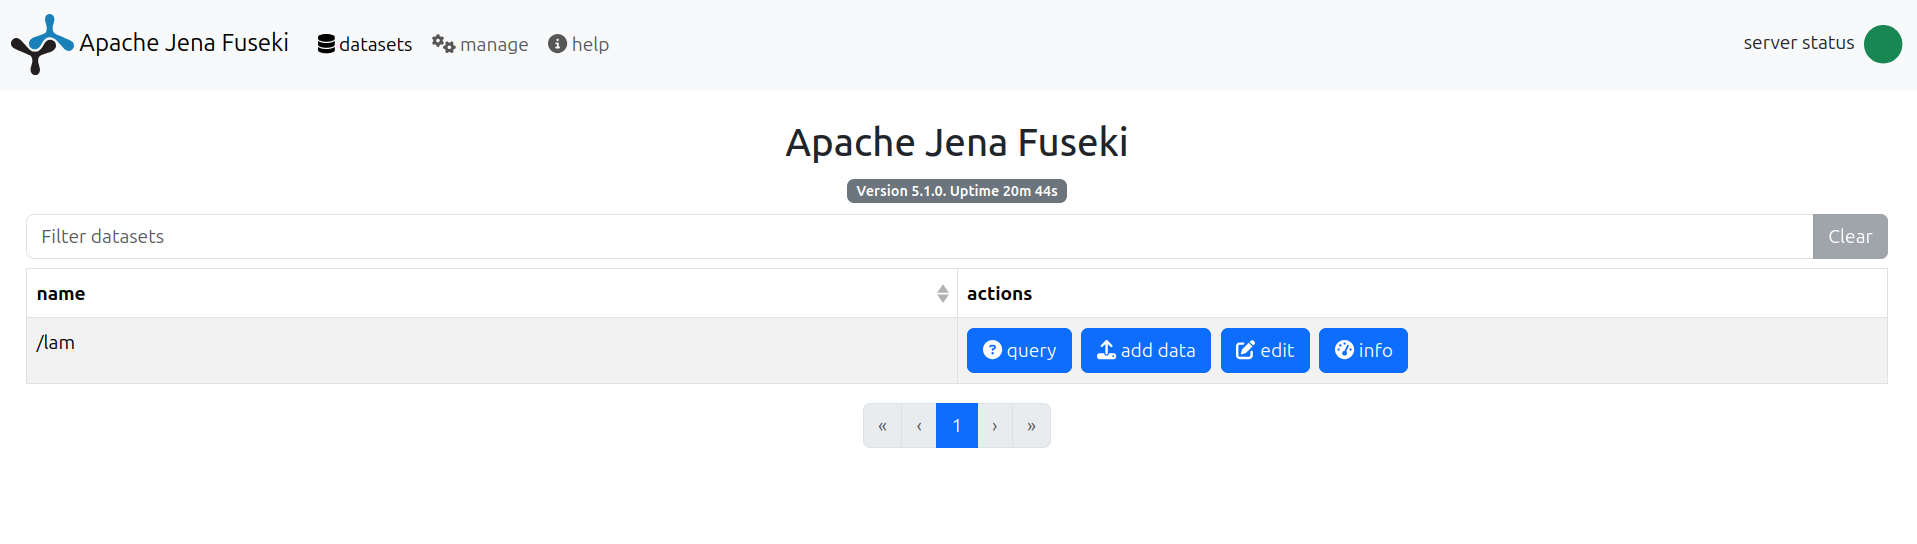 Apache Jena Fuseki datasets manage help server status
Apache Jena Fuseki
Version 5.1.0. Uptime 20m 44s
Filter datasets Clear
name actions
/lam query add data edit info
« ‹ 1 › »